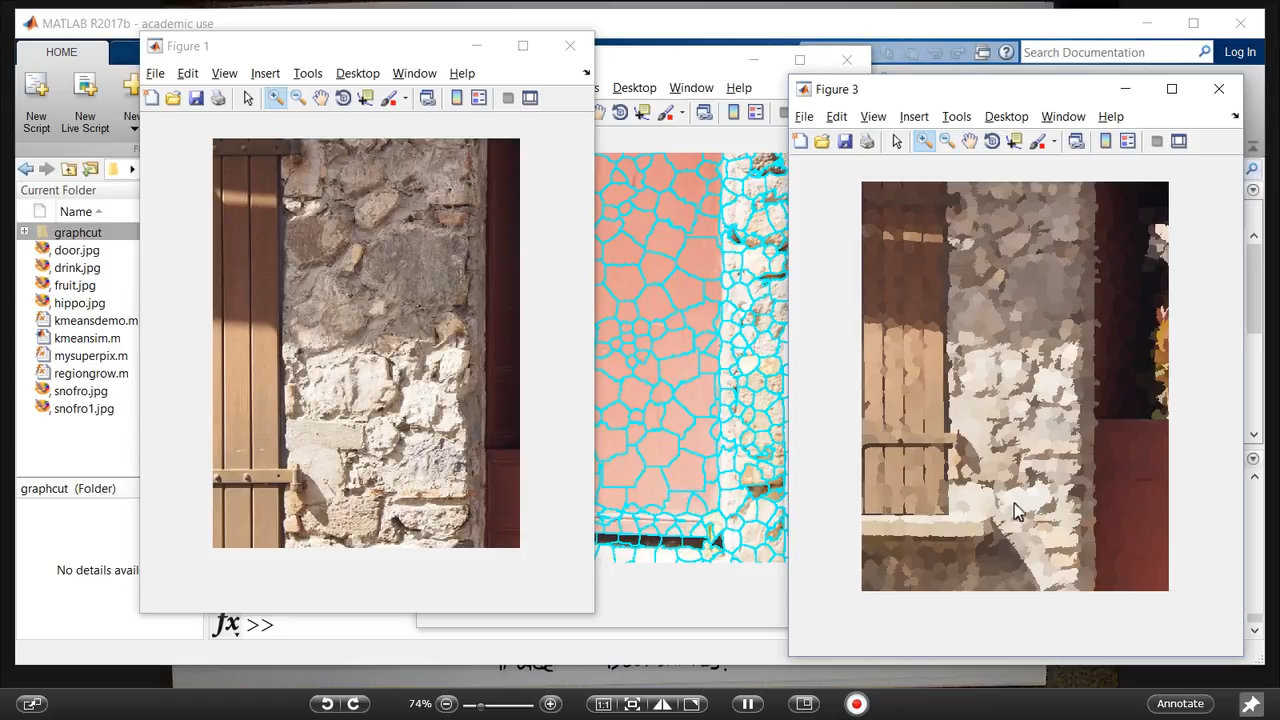 MATLAB R2017b - academic use
HOME
Search Documentation
Log In
New
Script
New
Live Script
New
Current Folder
Name
graphcut
door.jpg
drink.jpg
fruit.jpg
hippo.jpg
kmeansdemo.m
kmeansim.m
mysuperpix.m
regiongrow.m
snofro.jpg
snofro1.jpg
graphcut (Folder)
No details avail
fx >>
Figure 1
File Edit View Insert Tools Desktop Window Help
Desktop Window Help
Figure 3
File Edit View Insert Tools Desktop Window Help
74%
1:1
Annotate